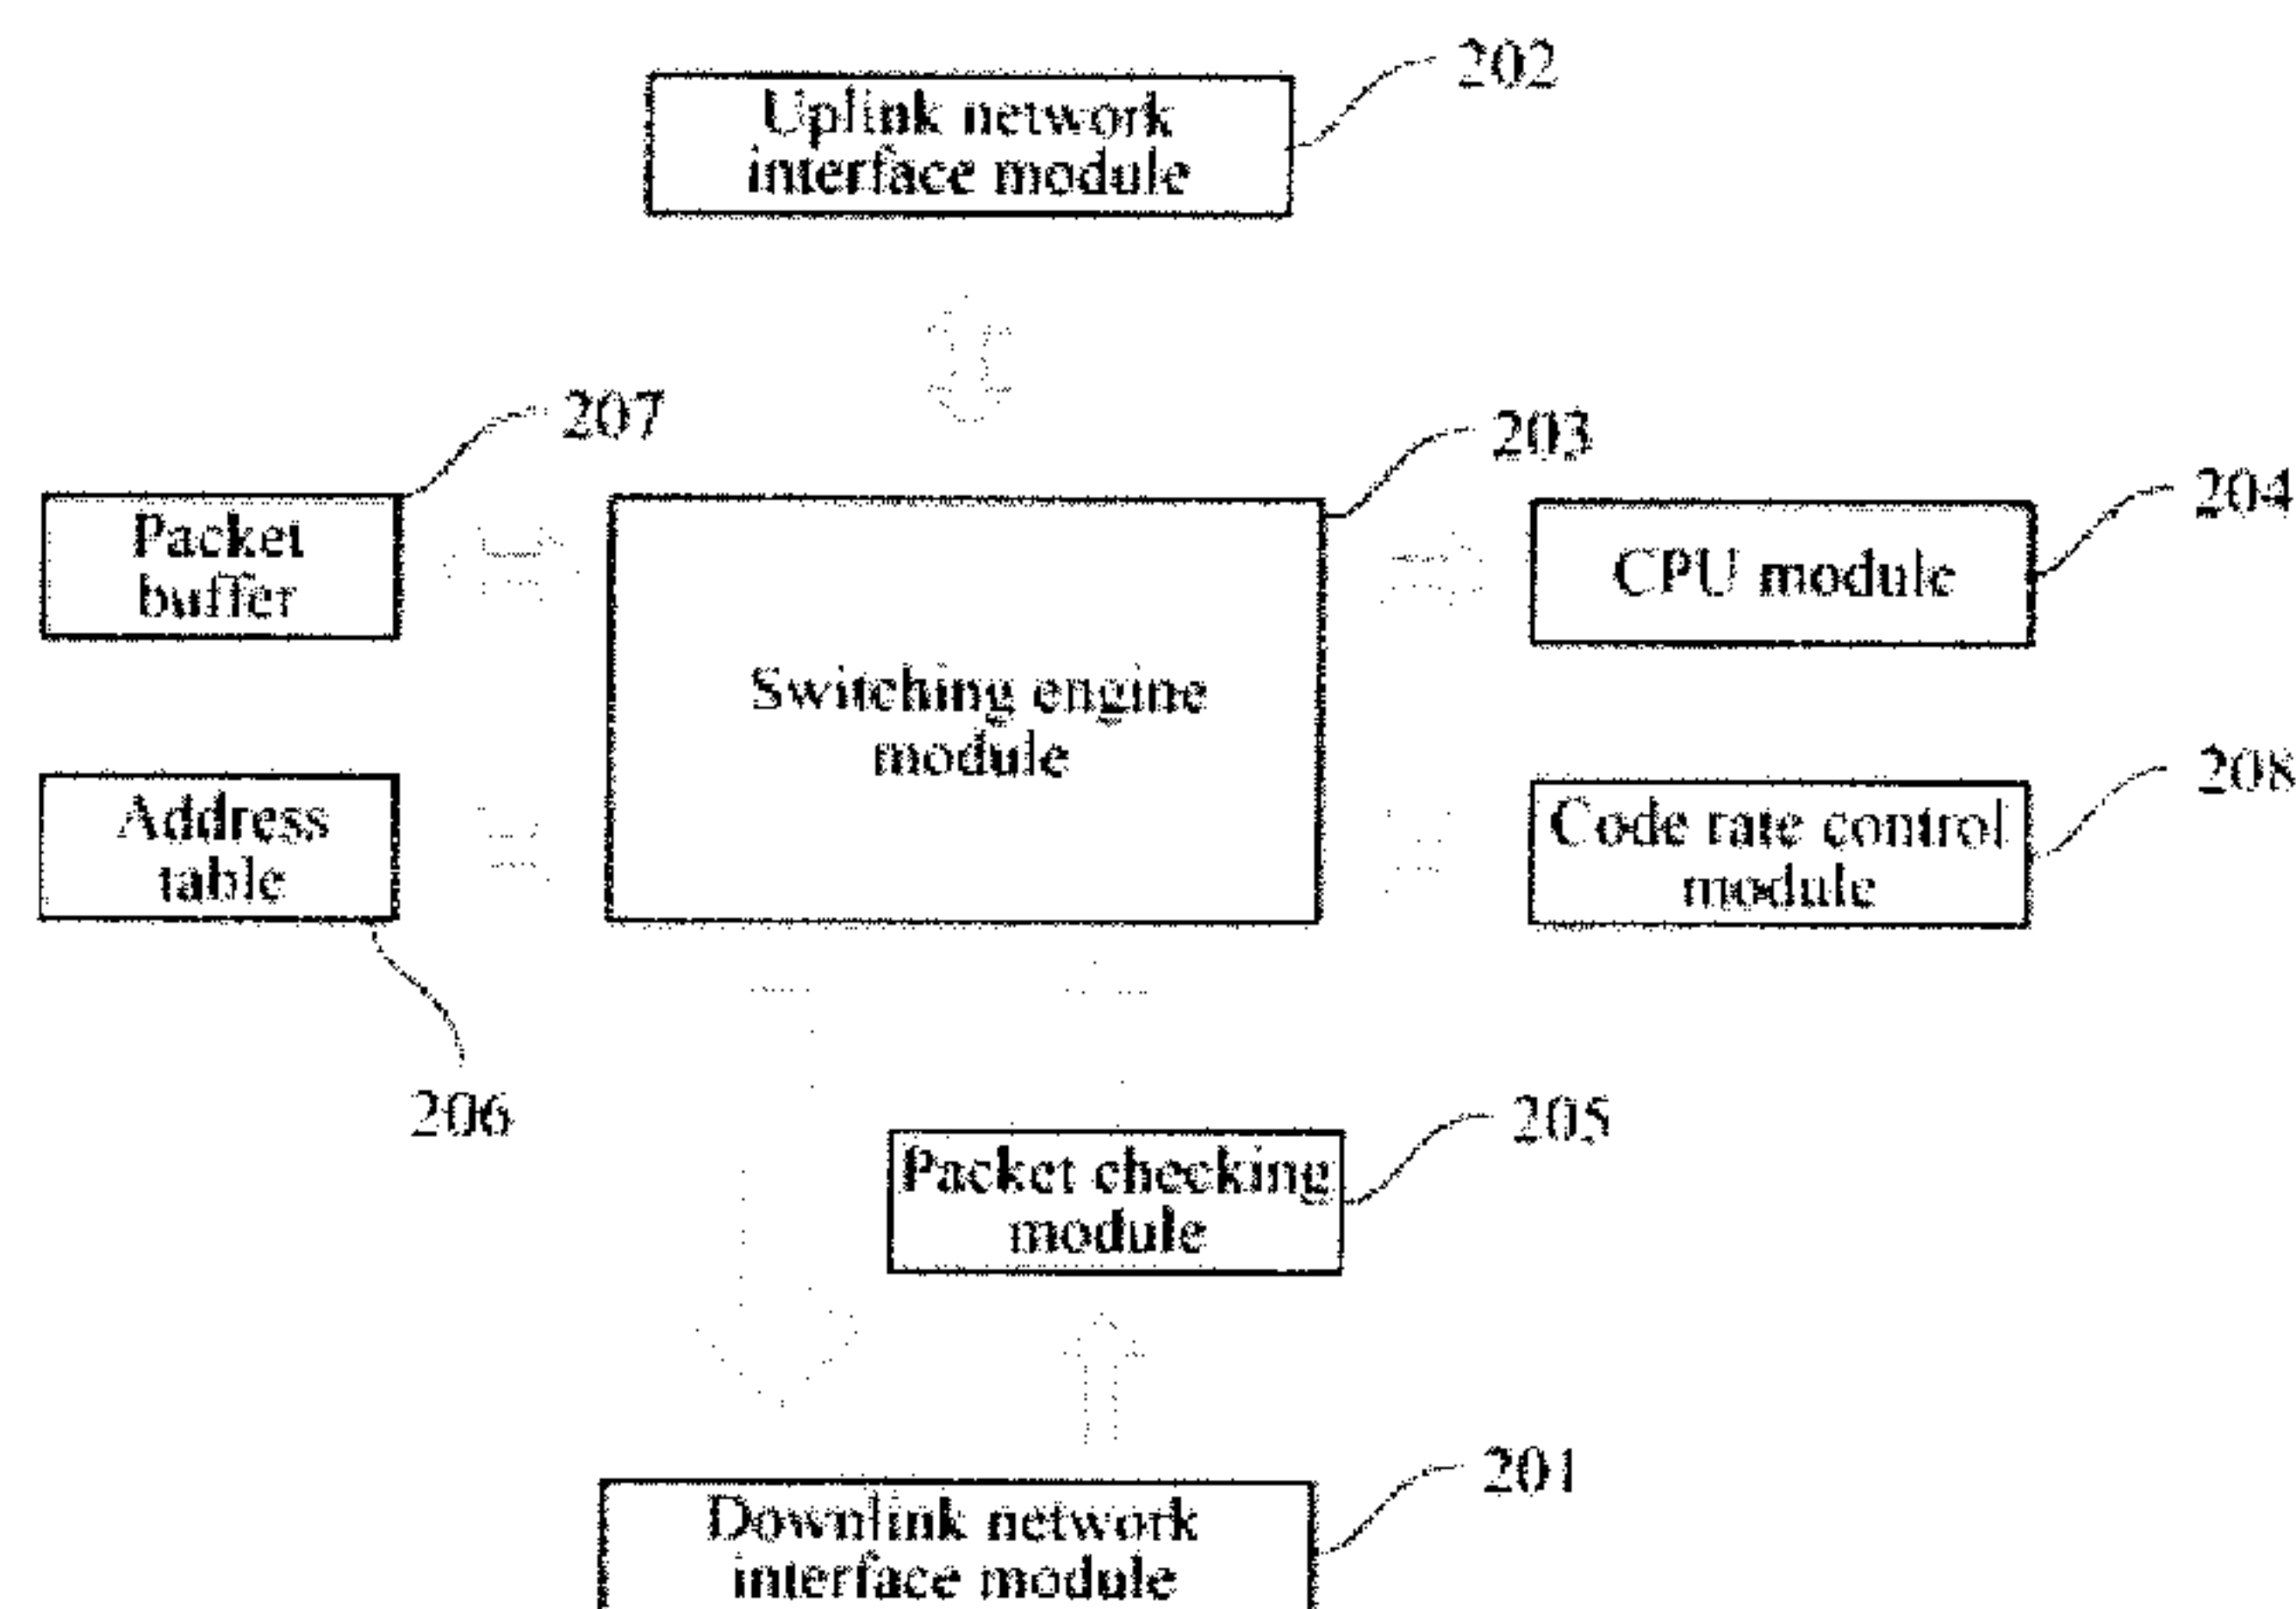 202
Uplink network
interface module
207
203
204
Packet
buffer
CPU module
Switching engine
module
208
Address
table
Code rate control
module
206
205
Packet checking
module
201
Downlink network
interface module